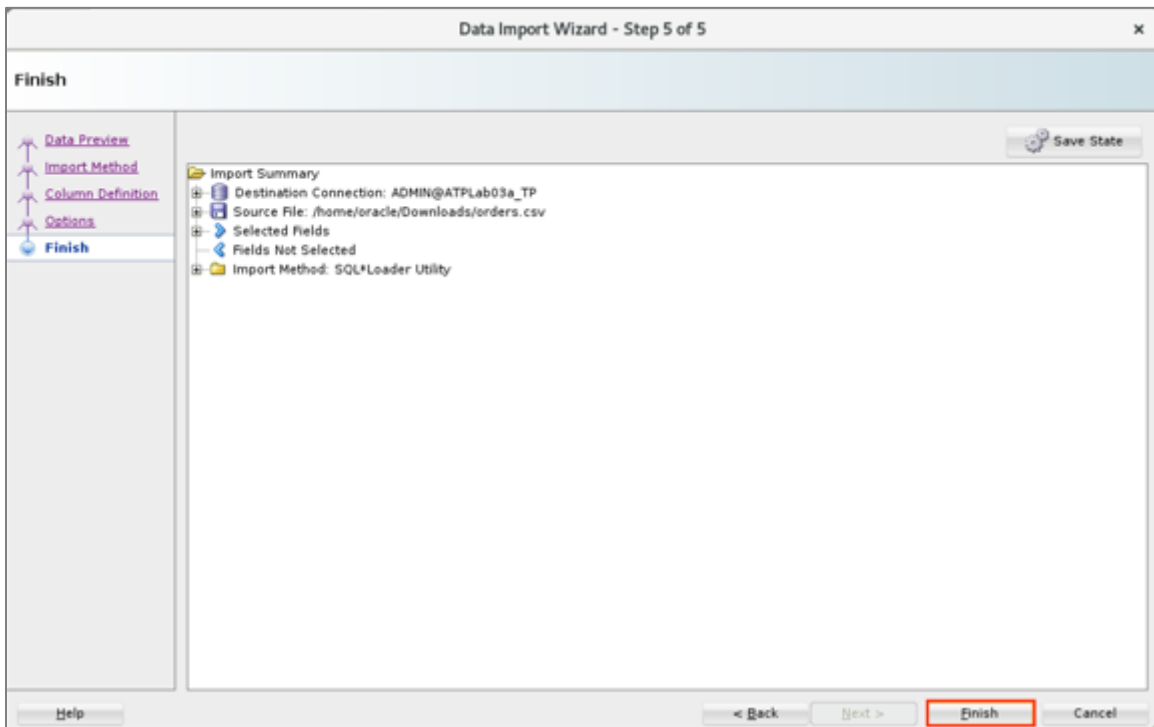 Data Import Wizard - Step 5 of 5
Finish
Data Preview
Import Method
Column Definition
Options
Finish
Save State
Import Summary
Destination Connection: ADMIN@ATPLab03a_TP
Source File: /home/oracle/Downloads/orders.csv
Selected Fields
Fields Not Selected
Import Method: SQL*Loader Utility
Help
< Back
Next >
Finish
Cancel